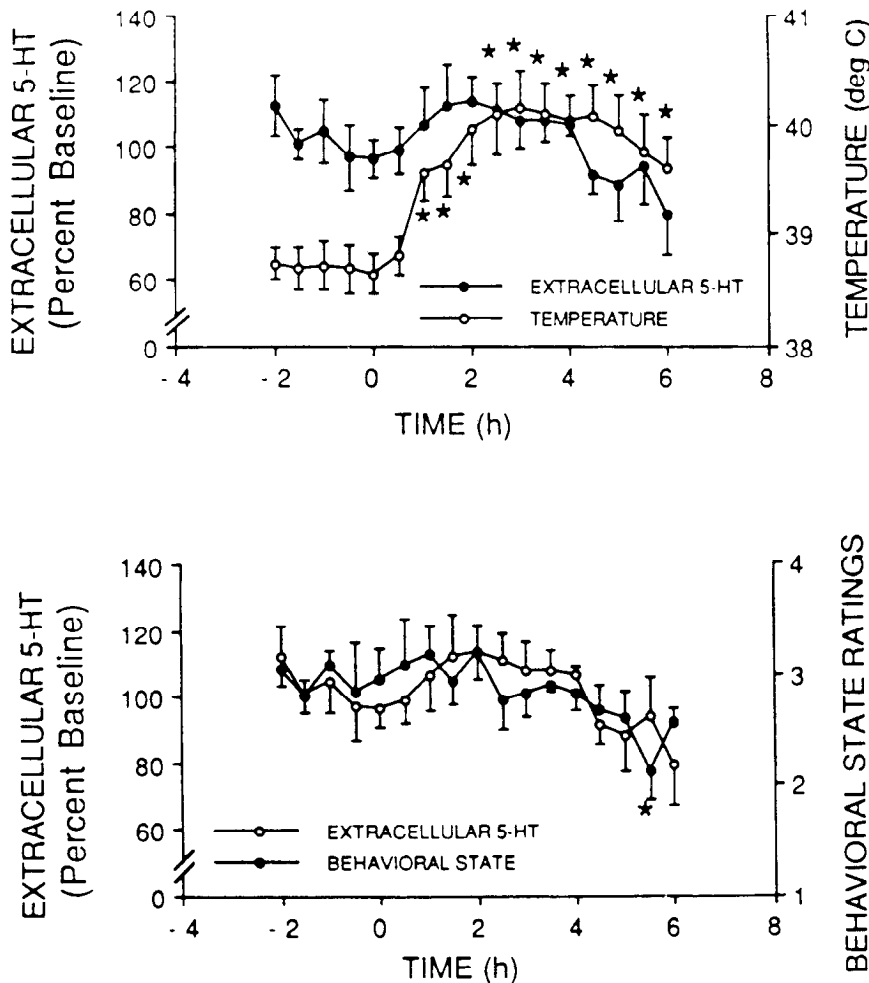 EXTRACELLULAR 5-HT
(Percent Baseline)
140
120
100
80
60
0
41
40
39
38
TEMPERATURE (deg C)
EXTRACELLULAR 5-HT
TEMPERATURE
- 4 - 2 0 2 4 6 8
TIME (h)
EXTRACELLULAR 5-HT
(Percent Baseline)
140
120
100
80
60
0
4
3
2
1
BEHAVIORAL STATE RATINGS
EXTRACELLULAR 5-HT
BEHAVIORAL STATE
- 4 - 2 0 2 4 6 8
TIME (h)